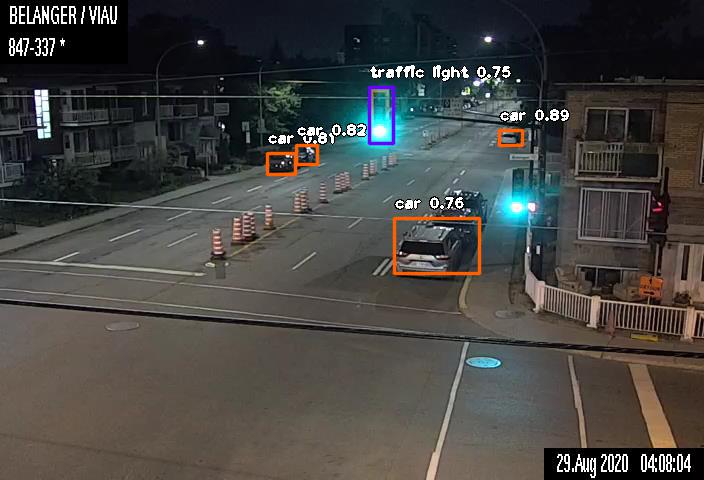 BELANGER / VIAU
847-337 *
traffic light 0.75
car 0.89
car 0.82
car 0.81
car 0.76
DETOUR
29.Aug 2020 04:08:04